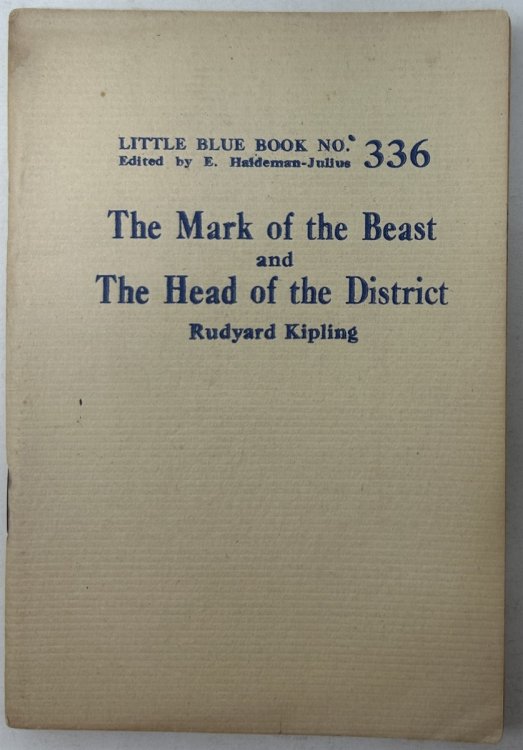 LITTLE BLUE BOOK NO. 336
Edited by E. Haldeman-Julius
The Mark of the Beast
and
The Head of the District
Rudyard Kipling